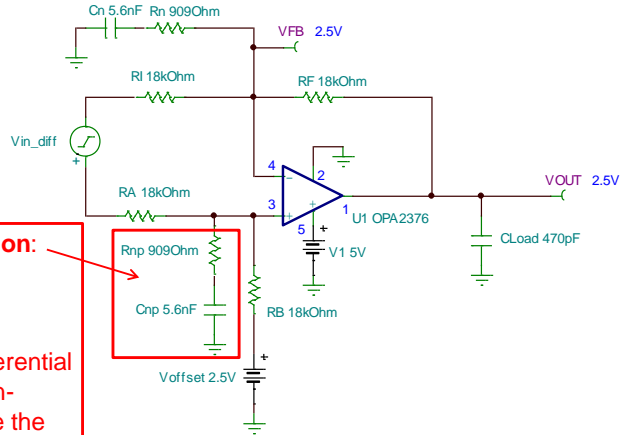 Cn 5.6nF Rn 909Ohm
VFB 2.5V
RI 18kOhm
RF 18kOhm
Vin_diff
+
4
-
2
VOUT 2.5V
RA 18kOhm
3
+
+
1
U1 OPA2376
5
+
V1 5V
CLoad 470pF
on:
Rnp 909Ohm
Cnp 5.6nF
RB 18kOhm
erential
n-
e the
Voffset 2.5V
+